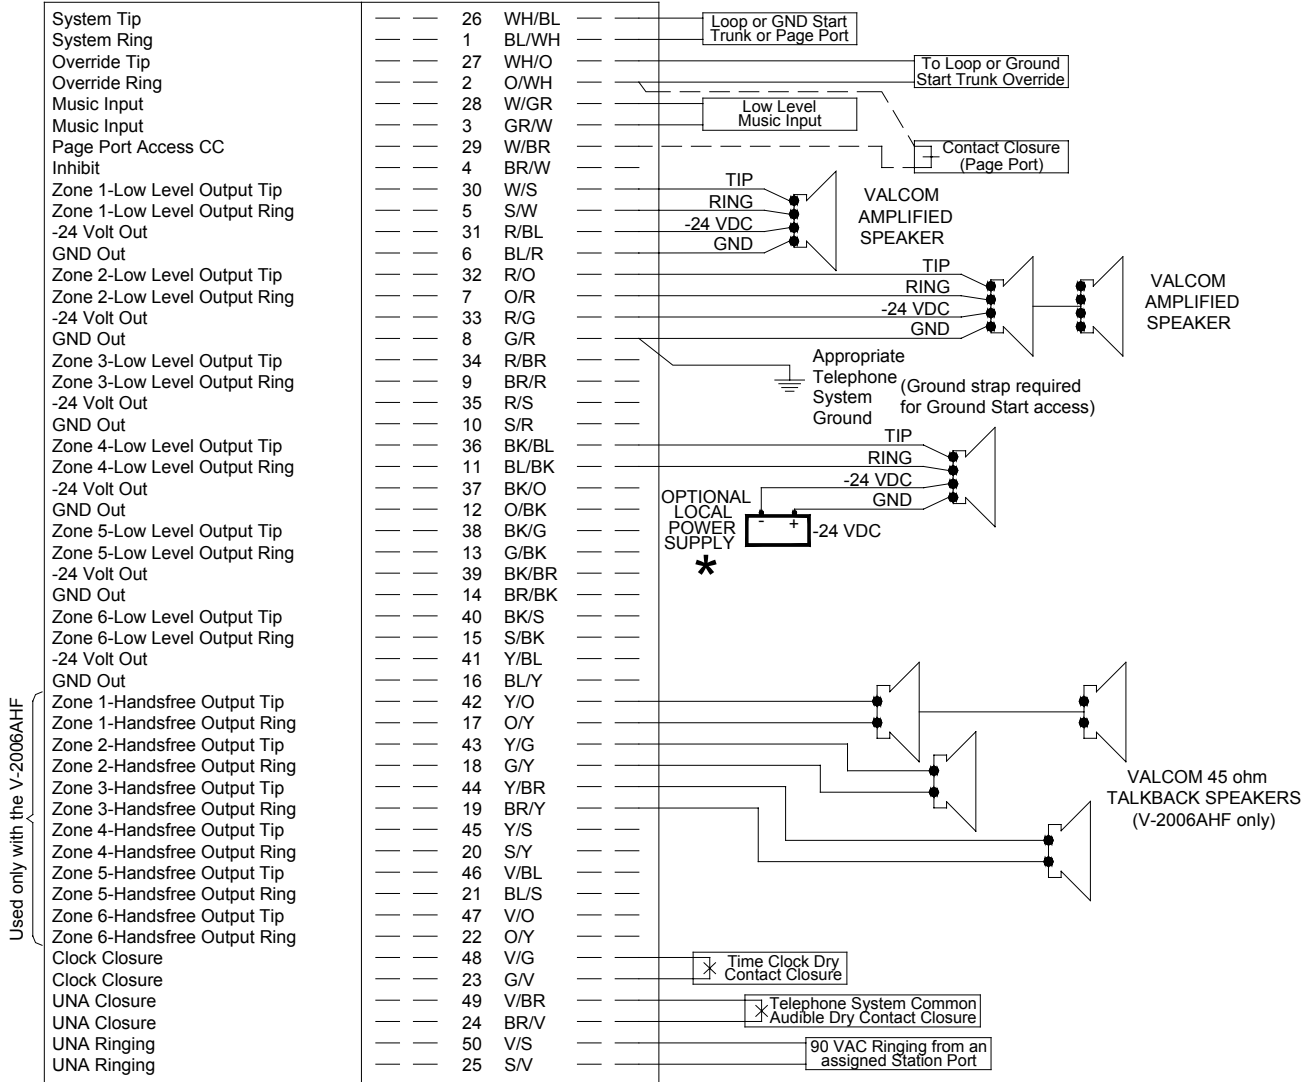 System Tip 26 WH/BL
System Ring 1 BL/WH
Override Tip 27 WH/O
Override Ring 2 O/WH
Music Input 28 W/GR
Music Input 3 GR/W
Page Port Access CC 29 W/BR
Inhibit 4 BR/W
Zone 1-Low Level Output Tip 30 W/S
Zone 1-Low Level Output Ring 5 S/W
-24 Volt Out 31 R/BL
GND Out 6 BL/R
Zone 2-Low Level Output Tip 32 R/O
Zone 2-Low Level Output Ring 7 O/R
-24 Volt Out 33 R/G
GND Out 8 G/R
Zone 3-Low Level Output Tip 34 R/BR
Zone 3-Low Level Output Ring 9 BR/R
-24 Volt Out 35 R/S
GND Out 10 S/R
Zone 4-Low Level Output Tip 36 BK/BL
Zone 4-Low Level Output Ring 11 BL/BK
-24 Volt Out 37 BK/O
GND Out 12 O/BK
Zone 5-Low Level Output Tip 38 BK/G
Zone 5-Low Level Output Ring 13 G/BK
-24 Volt Out 39 BK/BR
GND Out 14 BR/BK
Zone 6-Low Level Output Tip 40 BK/S
Zone 6-Low Level Output Ring 15 S/BK
-24 Volt Out 41 Y/BL
GND Out 16 BL/Y
Zone 1-Handsfree Output Tip 42 Y/O
Zone 1-Handsfree Output Ring 17 O/Y
Zone 2-Handsfree Output Tip 43 Y/G
Zone 2-Handsfree Output Ring 18 G/Y
Zone 3-Handsfree Output Tip 44 Y/BR
Zone 3-Handsfree Output Ring 19 BR/Y
Zone 4-Handsfree Output Tip 45 Y/S
Zone 4-Handsfree Output Ring 20 S/Y
Zone 5-Handsfree Output Tip 46 V/BL
Zone 5-Handsfree Output Ring 21 BL/S
Zone 6-Handsfree Output Tip 47 V/O
Zone 6-Handsfree Output Ring 22 O/Y
Clock Closure 48 V/G
Clock Closure 23 G/V
UNA Closure 49 V/BR
UNA Closure 24 BR/V
UNA Ringing 50 V/S
UNA Ringing 25 S/V
Used only with the V-2006AHF
Loop or GND Start
Trunk or Page Port
To Loop or Ground
Start Trunk Override
Low Level
Music Input
Contact Closure
(Page Port)
TIP
RING
-24 VDC
GND
VALCOM
AMPLIFIED
SPEAKER
TIP
RING
-24 VDC
GND
VALCOM
AMPLIFIED
SPEAKER
Appropriate
Telephone
System
Ground
(Ground strap required
for Ground Start access)
TIP
RING
-24 VDC
GND
OPTIONAL
LOCAL
POWER
SUPPLY
*
- +
-24 VDC
VALCOM 45 ohm
TALKBACK SPEAKERS
(V-2006AHF only)
Time Clock Dry
Contact Closure
Telephone System Common
Audible Dry Contact Closure
90 VAC Ringing from an
assigned Station Port